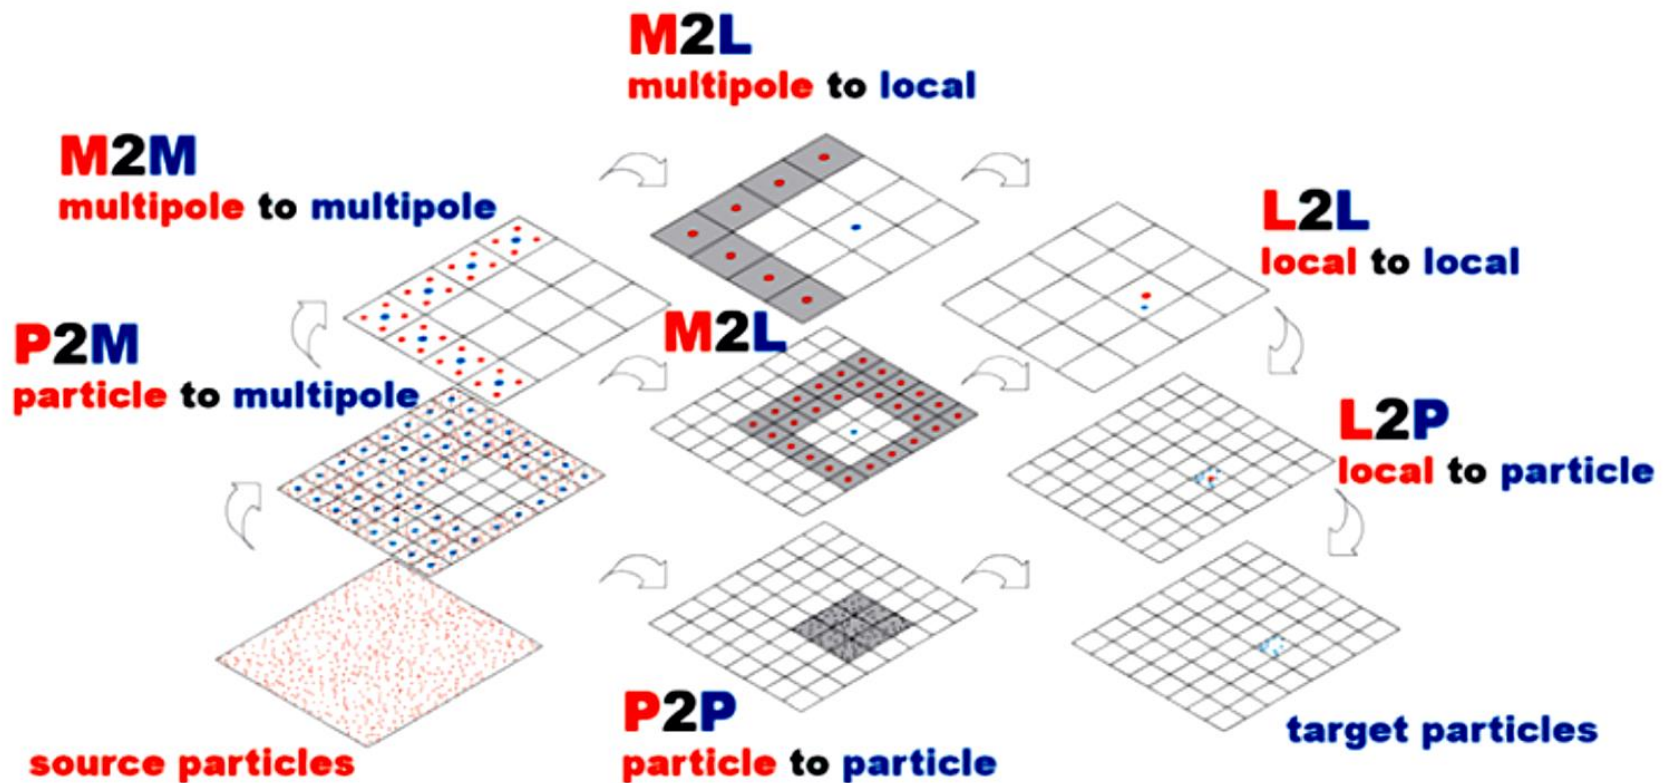 M2L
multipole to local
M2M
multipole to multipole
L2L
local to local
P2M
particle to multipole
M2L
L2P
local to particle
P2P
particle to particle
source particles
target particles